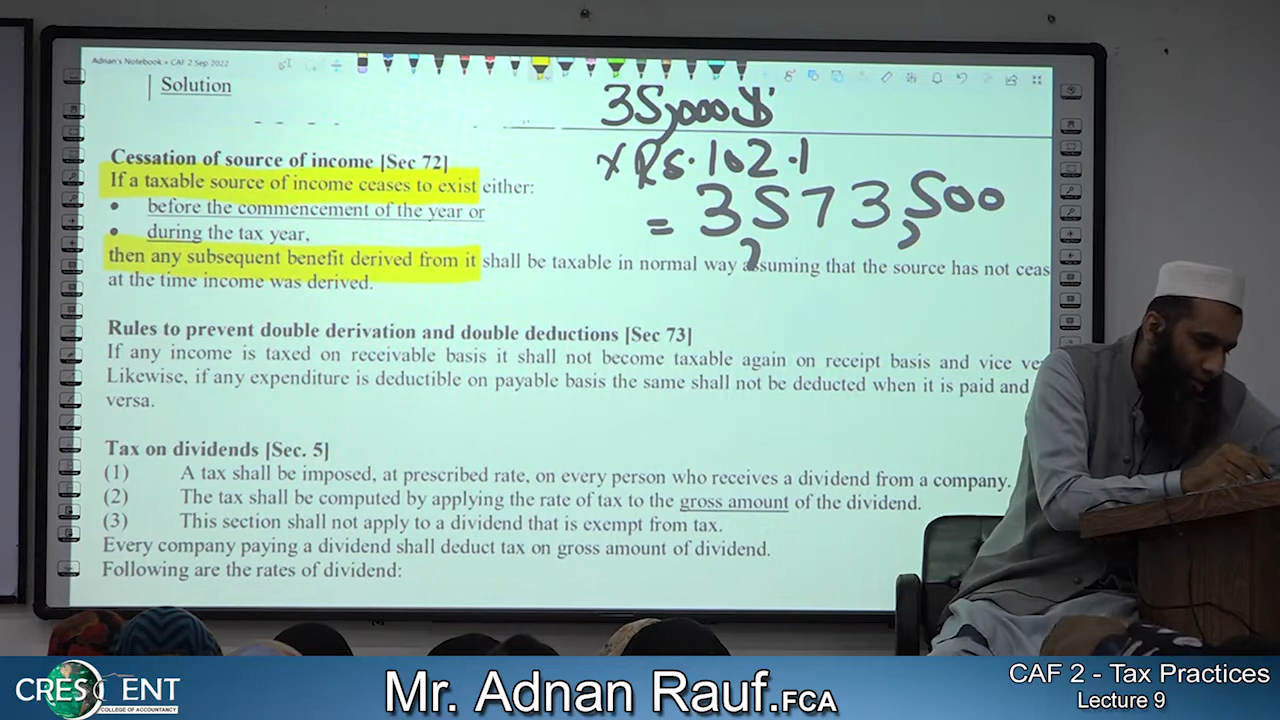 Adnan's Notebook • CAF 2 Sep 2022
Solution
35,000
× Rs. 102.1
= 3,573,500
Cessation of source of income [Sec 72]
If a taxable source of income ceases to exist either:
• before the commencement of the year or
• during the tax year,
then any subsequent benefit derived from it shall be taxable in normal way assuming that the source has not ceas
at the time income was derived.
Rules to prevent double derivation and double deductions [Sec 73]
If any income is taxed on receivable basis it shall not become taxable again on receipt basis and vice ve
Likewise, if any expenditure is deductible on payable basis the same shall not be deducted when it is paid and
versa.
Tax on dividends [Sec. 5]
(1) A tax shall be imposed, at prescribed rate, on every person who receives a dividend from a company.
(2) The tax shall be computed by applying the rate of tax to the gross amount of the dividend.
(3) This section shall not apply to a dividend that is exempt from tax.
Every company paying a dividend shall deduct tax on gross amount of dividend.
Following are the rates of dividend:
CRESCENT
COLLEGE OF ACCOUNTANCY
Mr. Adnan Rauf.FCA
CAF 2 - Tax Practices
Lecture 9